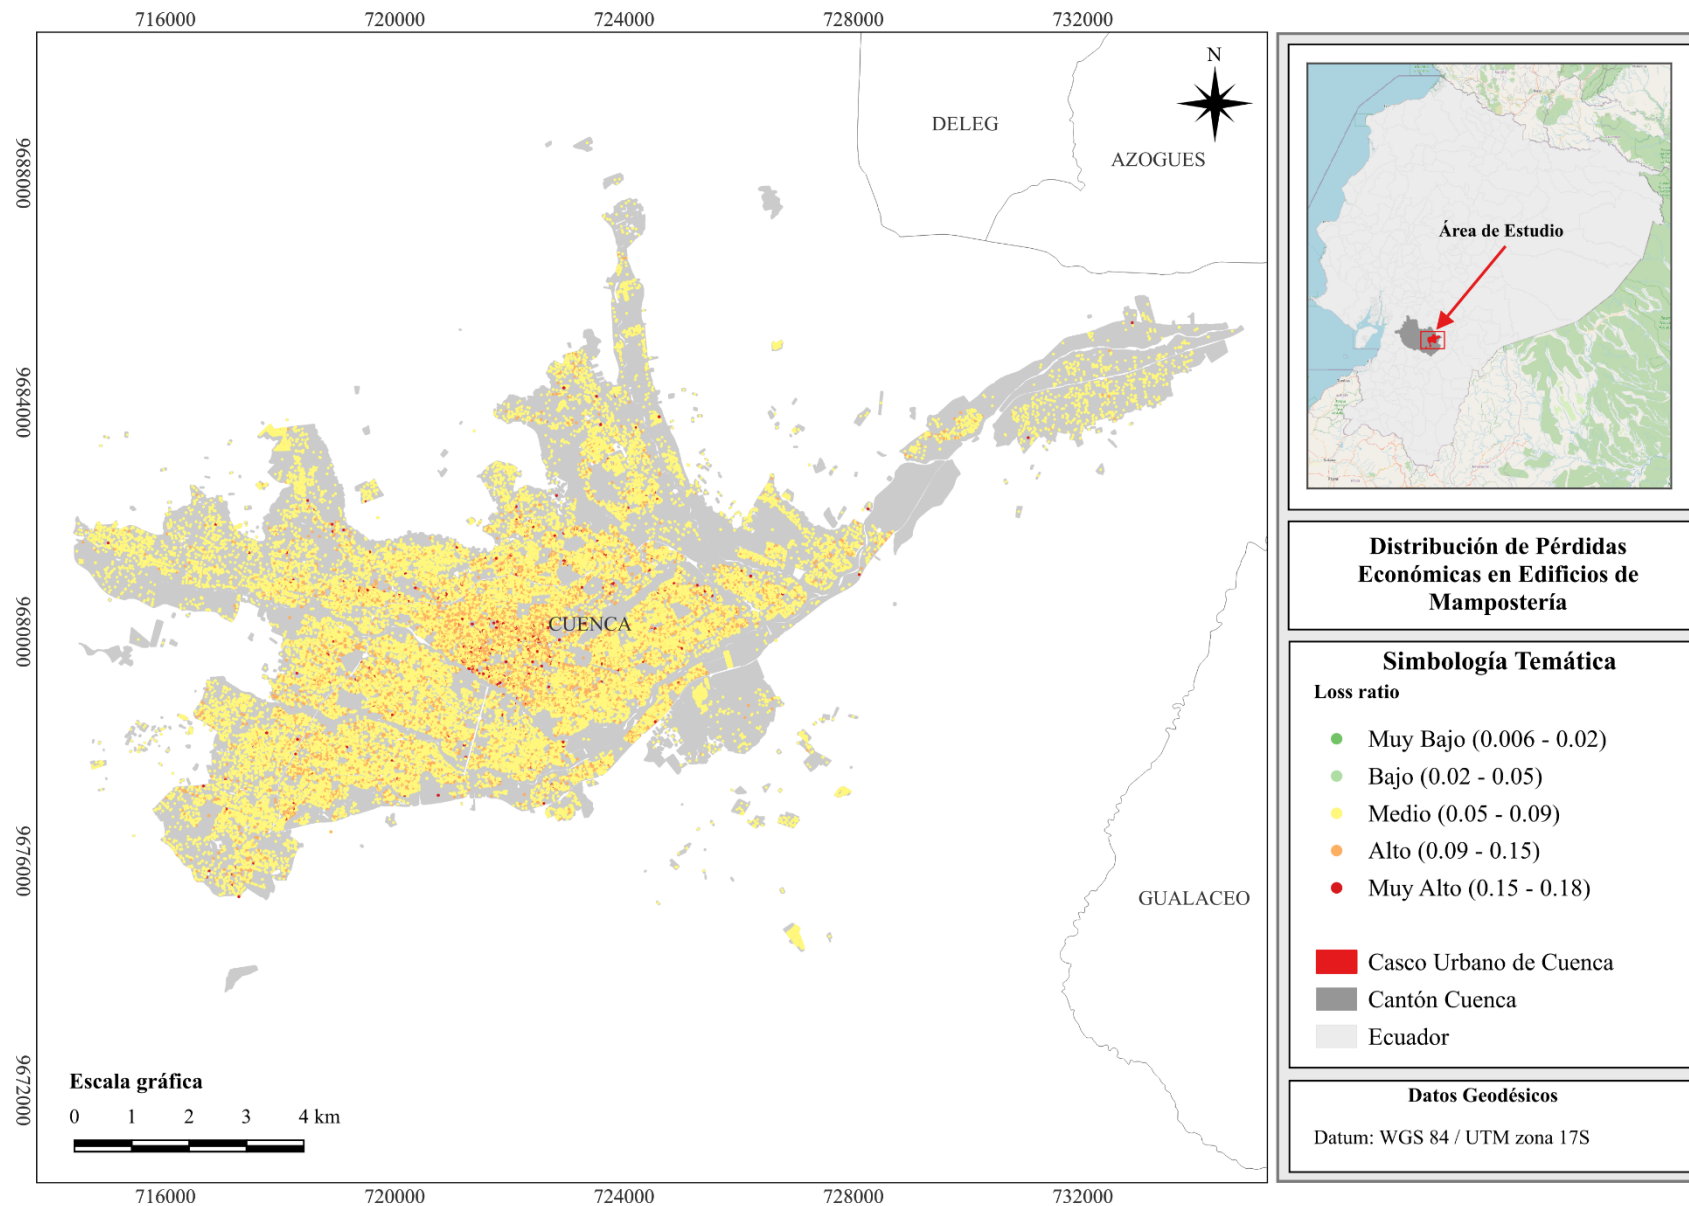 716000
720000
724000
728000
732000
N
DELEG
AZOGUES
9688000
9684000
9680000
9676000
9672000
CUENCA
GUALACEO
Escala gráfica
0 1 2 3 4 km
716000
720000
724000
728000
732000
Área de Estudio
Distribución de Pérdidas
Económicas en Edificios de
Mampostería
Simbología Temática
Loss ratio
Muy Bajo (0.006 - 0.02)
Bajo (0.02 - 0.05)
Medio (0.05 - 0.09)
Alto (0.09 - 0.15)
Muy Alto (0.15 - 0.18)
Casco Urbano de Cuenca
Cantón Cuenca
Ecuador
Datos Geodésicos
Datum: WGS 84 / UTM zona 17S